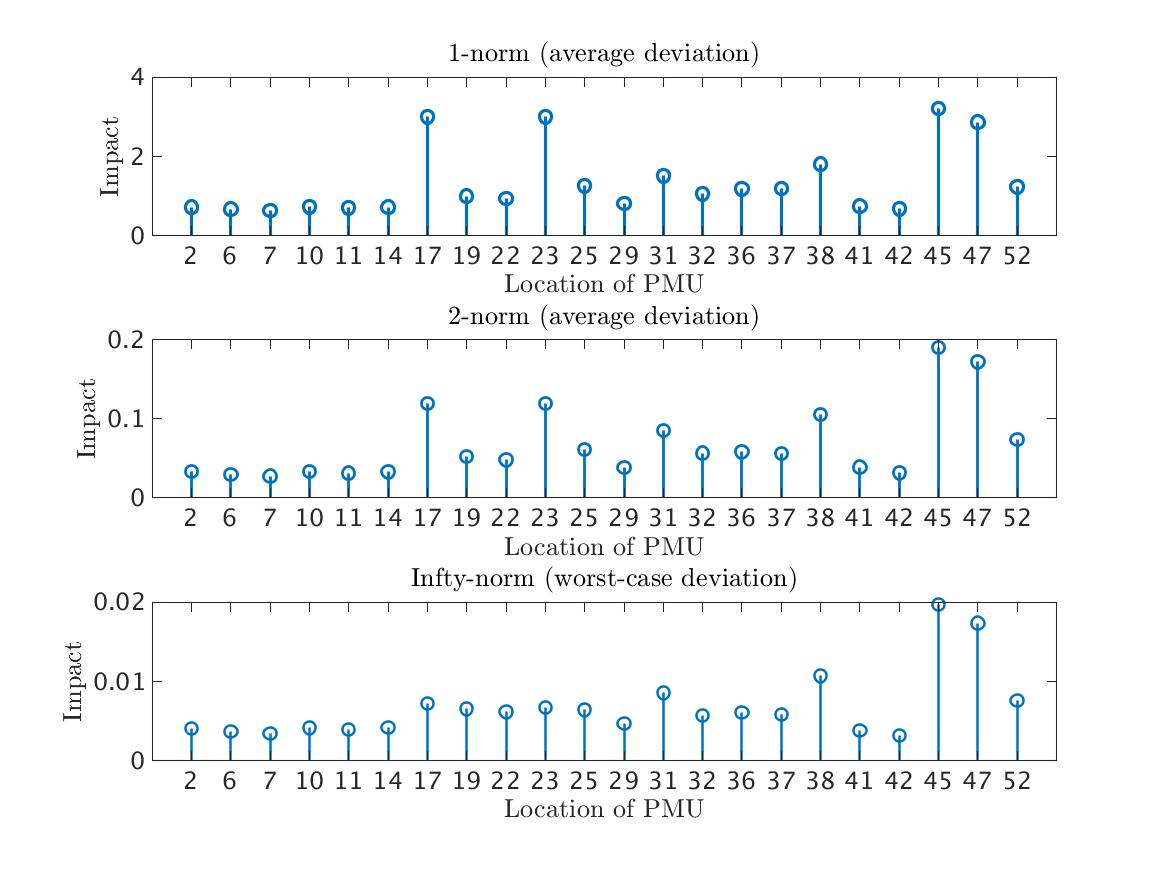 1-norm (average deviation)
4
2
0
Impact
2 6 7 10 11 14 17 19 22 23 25 29 31 32 36 37 38 41 42 45 47 52
Location of PMU
2-norm (average deviation)
0.2
0.1
0
Impact
2 6 7 10 11 14 17 19 22 23 25 29 31 32 36 37 38 41 42 45 47 52
Location of PMU
Infty-norm (worst-case deviation)
0.02
0.01
0
Impact
2 6 7 10 11 14 17 19 22 23 25 29 31 32 36 37 38 41 42 45 47 52
Location of PMU